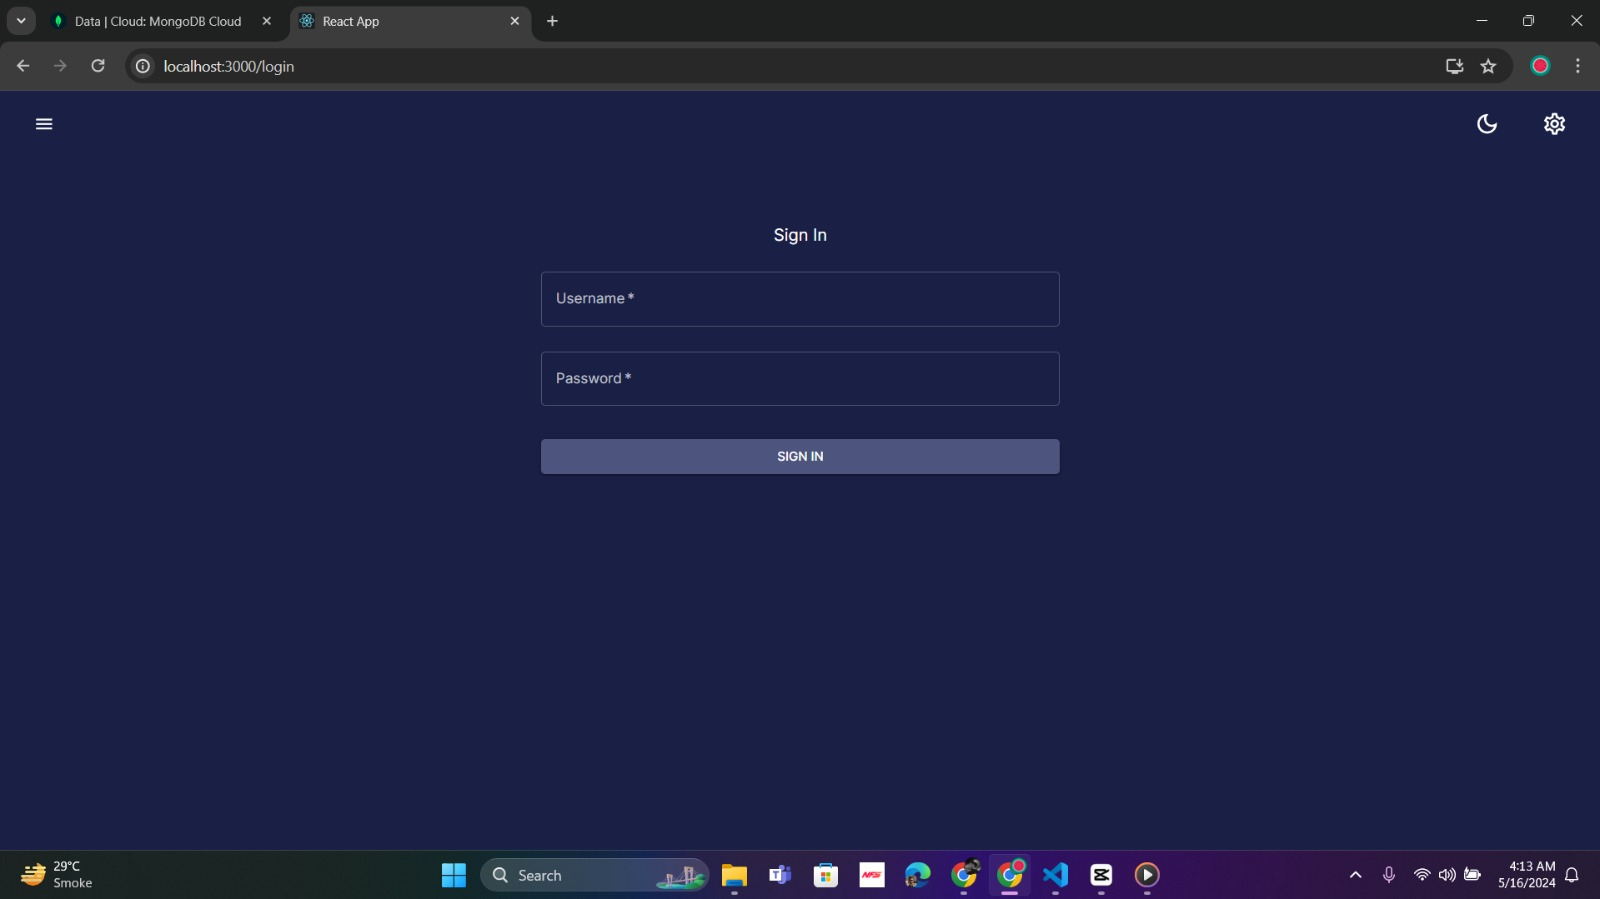 Data | Cloud: MongoDB Cloud
React App
localhost:3000/login
Sign In
Username *
Password *
SIGN IN
29°C
Smoke
Search
NFS
4:13 AM
5/16/2024